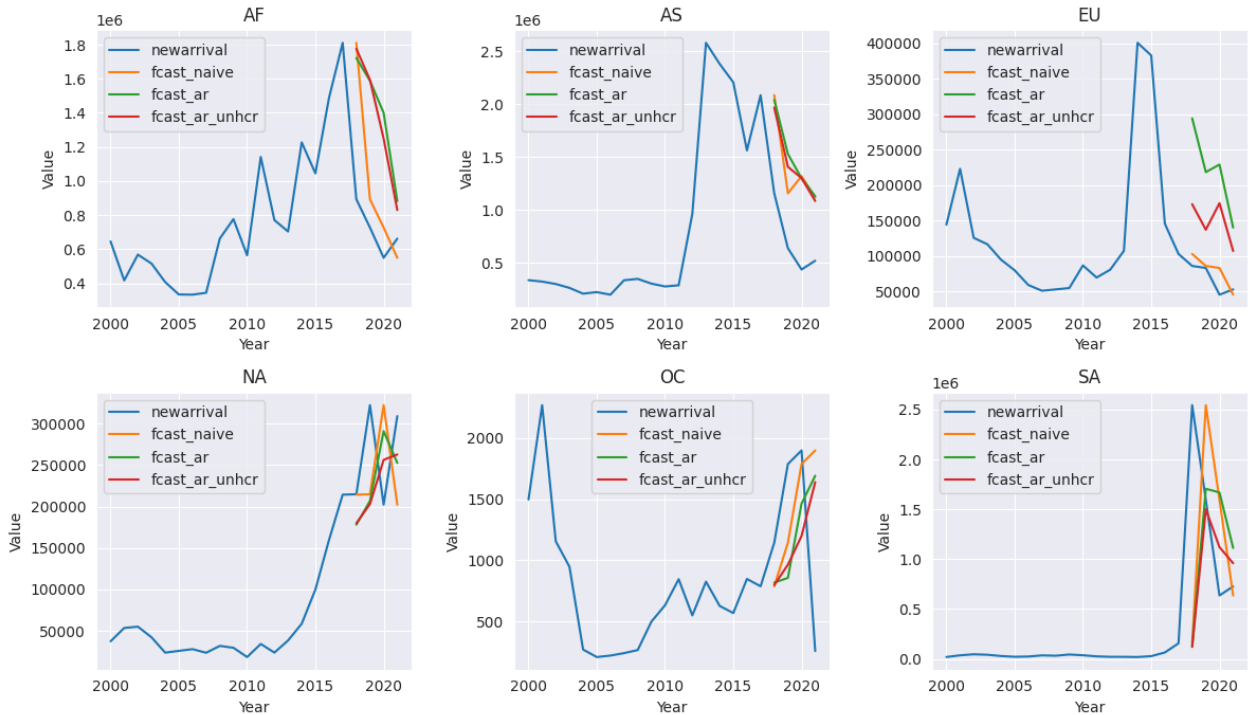 AF
1e6
newarrival
fcast_naive
fcast_ar
fcast_ar_unhcr
1.8
1.6
1.4
1.2
1.0
0.8
0.6
0.4
Value
2000 2005 2010 2015 2020
Year
AS
1e6
newarrival
fcast_naive
fcast_ar
fcast_ar_unhcr
2.5
2.0
1.5
1.0
0.5
Value
2000 2005 2010 2015 2020
Year
EU
newarrival
fcast_naive
fcast_ar
fcast_ar_unhcr
400000
350000
300000
250000
200000
150000
100000
50000
Value
2000 2005 2010 2015 2020
Year
NA
newarrival
fcast_naive
fcast_ar
fcast_ar_unhcr
300000
250000
200000
150000
100000
50000
Value
2000 2005 2010 2015 2020
Year
OC
newarrival
fcast_naive
fcast_ar
fcast_ar_unhcr
2000
1500
1000
500
Value
2000 2005 2010 2015 2020
Year
SA
1e6
newarrival
fcast_naive
fcast_ar
fcast_ar_unhcr
2.5
2.0
1.5
1.0
0.5
0.0
Value
2000 2005 2010 2015 2020
Year